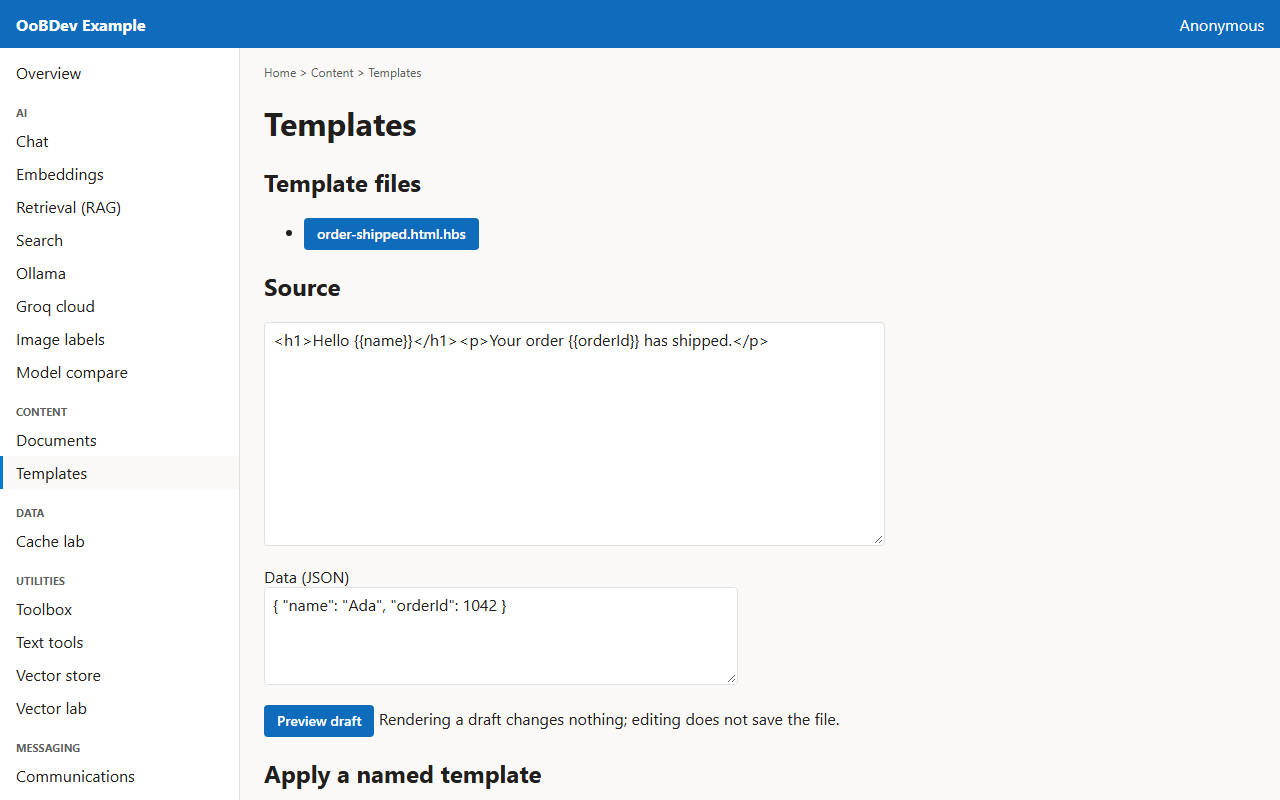 OoBDev Example
Anonymous
Overview
AI
Chat
Embeddings
Retrieval (RAG)
Search
Ollama
Groq cloud
Image labels
Model compare
CONTENT
Documents
Templates
DATA
Cache lab
UTILITIES
Toolbox
Text tools
Vector store
Vector lab
MESSAGING
Communications
Home > Content > Templates
Templates
Template files
order-shipped.html.hbs
Source
<h1>Hello {{name}}</h1><p>Your order {{orderId}} has shipped.</p>
Data (JSON)
{ "name": "Ada", "orderId": 1042 }
Preview draft Rendering a draft changes nothing; editing does not save the file.
Apply a named template